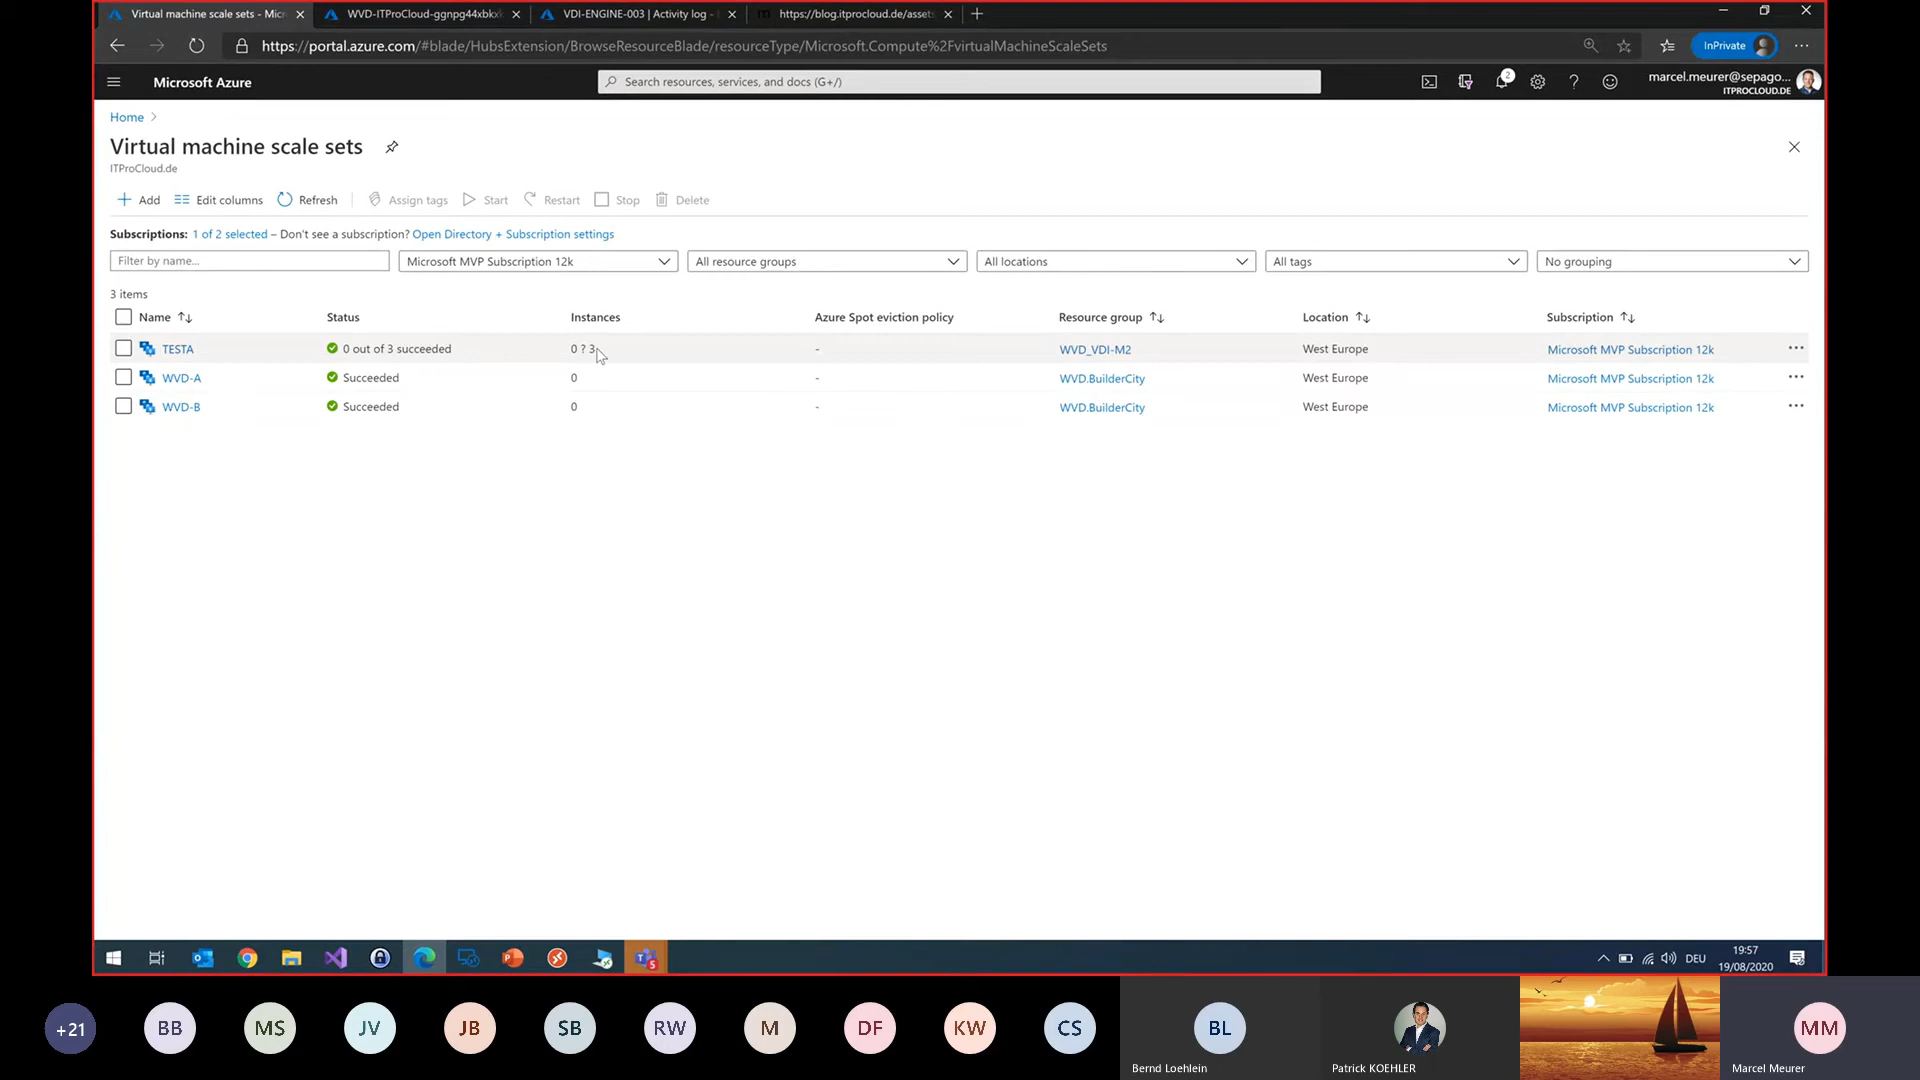 Virtual machine scale sets - Micr
WVD-ITProCloud-ggnpg44xbkx
VDI-ENGINE-003 | Activity log -
https://blog.itprocloud.de/assets
https://portal.azure.com/#blade/HubsExtension/BrowseResourceBlade/resourceType/Microsoft.Compute%2FvirtualMachineScaleSets
InPrivate
Microsoft Azure
Search resources, services, and docs (G+/)
2
marcel.meurer@sepago...
ITPROCLOUD.DE
Home
Virtual machine scale sets
ITProCloud.de
Add Edit columns Refresh Assign tags Start Restart Stop Delete
Subscriptions: 1 of 2 selected – Don't see a subscription? Open Directory + Subscription settings
Filter by name... Microsoft MVP Subscription 12k All resource groups All locations All tags No grouping
3 items
Name Status Instances Azure Spot eviction policy Resource group Location Subscription
TESTA 0 out of 3 succeeded 0 ? 3 - WVD_VDI-M2 West Europe Microsoft MVP Subscription 12k
WVD-A Succeeded 0 - WVD.BuilderCity West Europe Microsoft MVP Subscription 12k
WVD-B Succeeded 0 - WVD.BuilderCity West Europe Microsoft MVP Subscription 12k
DEU
19:57
19/08/2020
+21 BB MS JV JB SB RW M DF KW CS BL MM
Bernd Loehlein Patrick KOEHLER Marcel Meurer